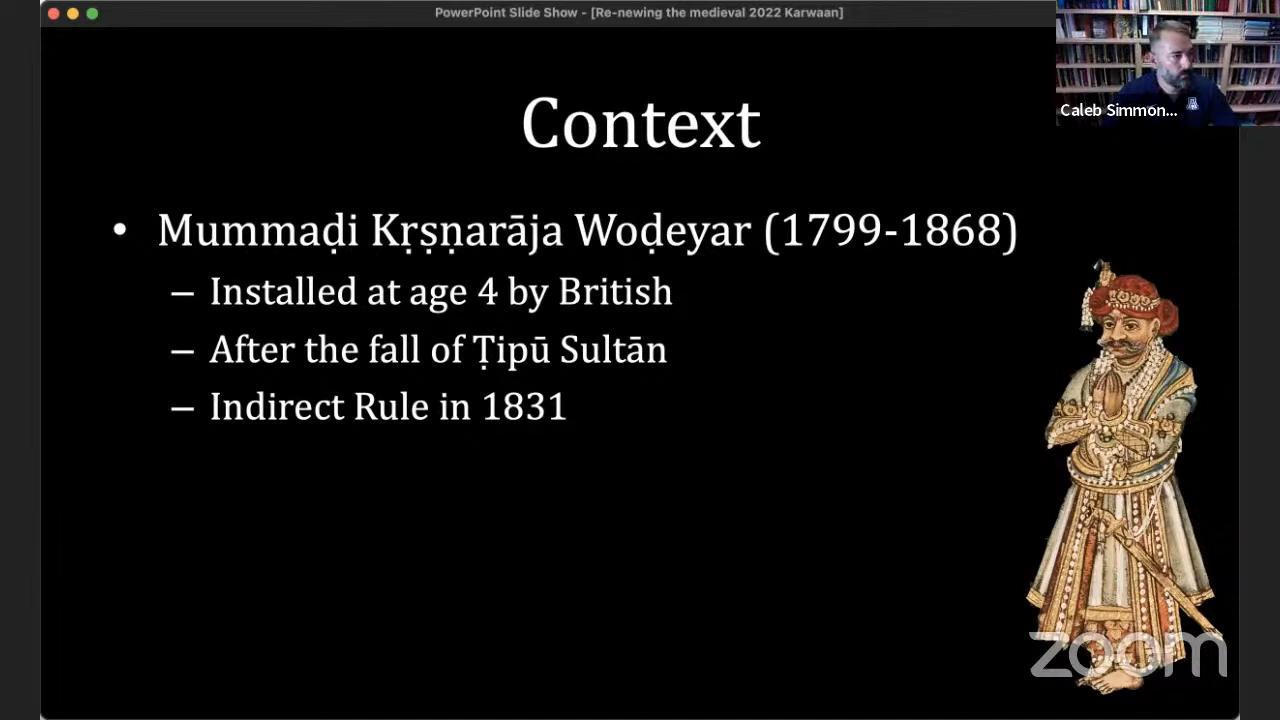 PowerPoint Slide Show - [Re-newing the medieval 2022 Karwaan]
Caleb Simmon...
Context
• Mummaḍi Kṛṣṇarāja Woḍeyar (1799-1868)
– Installed at age 4 by British
– After the fall of Ṭipū Sultān
– Indirect Rule in 1831
zoom